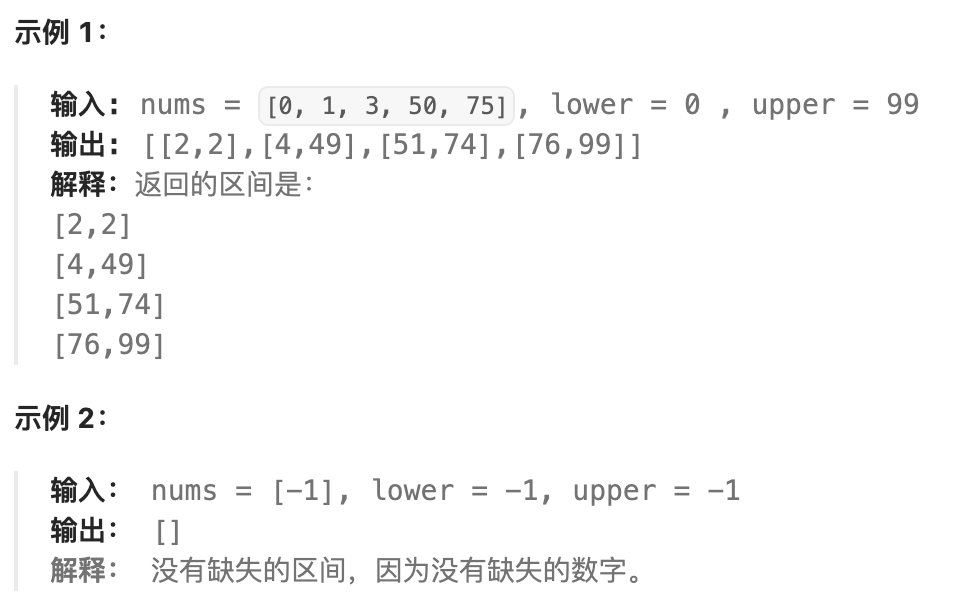 示例 1：
输入：nums = [0, 1, 3, 50, 75], lower = 0 , upper = 99
输出：[[2,2],[4,49],[51,74],[76,99]]
解释：返回的区间是：
[2,2]
[4,49]
[51,74]
[76,99]
示例 2：
输入： nums = [-1], lower = -1, upper = -1
输出： []
解释： 没有缺失的区间，因为没有缺失的数字。